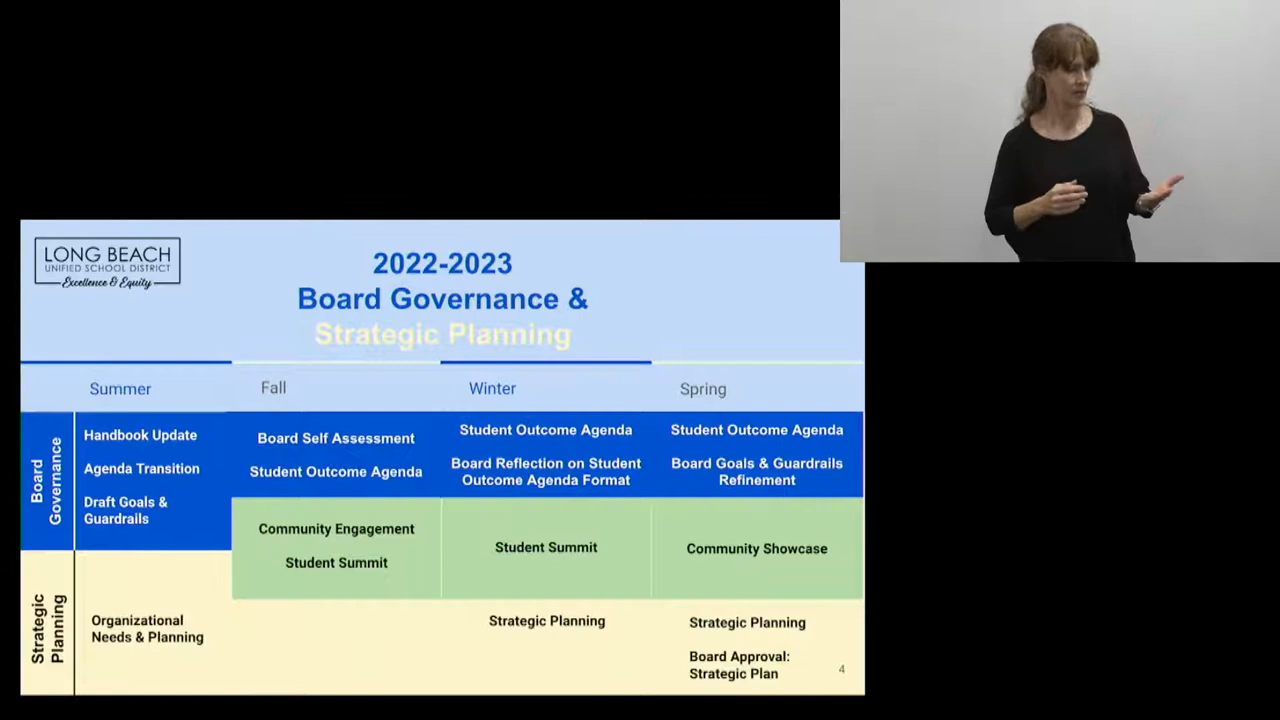 LONG BEACH
UNIFIED SCHOOL DISTRICT
Excellence & Equity
2022-2023
Board Governance &
Strategic Planning
Summer
Fall
Winter
Spring
Board
Governance
Handbook Update
Agenda Transition
Draft Goals &
Guardrails
Board Self Assessment
Student Outcome Agenda
Student Outcome Agenda
Board Reflection on Student
Outcome Agenda Format
Student Outcome Agenda
Board Goals & Guardrails
Refinement
Community Engagement
Student Summit
Student Summit
Community Showcase
Strategic
Planning
Organizational
Needs & Planning
Strategic Planning
Strategic Planning
Board Approval:
Strategic Plan
4